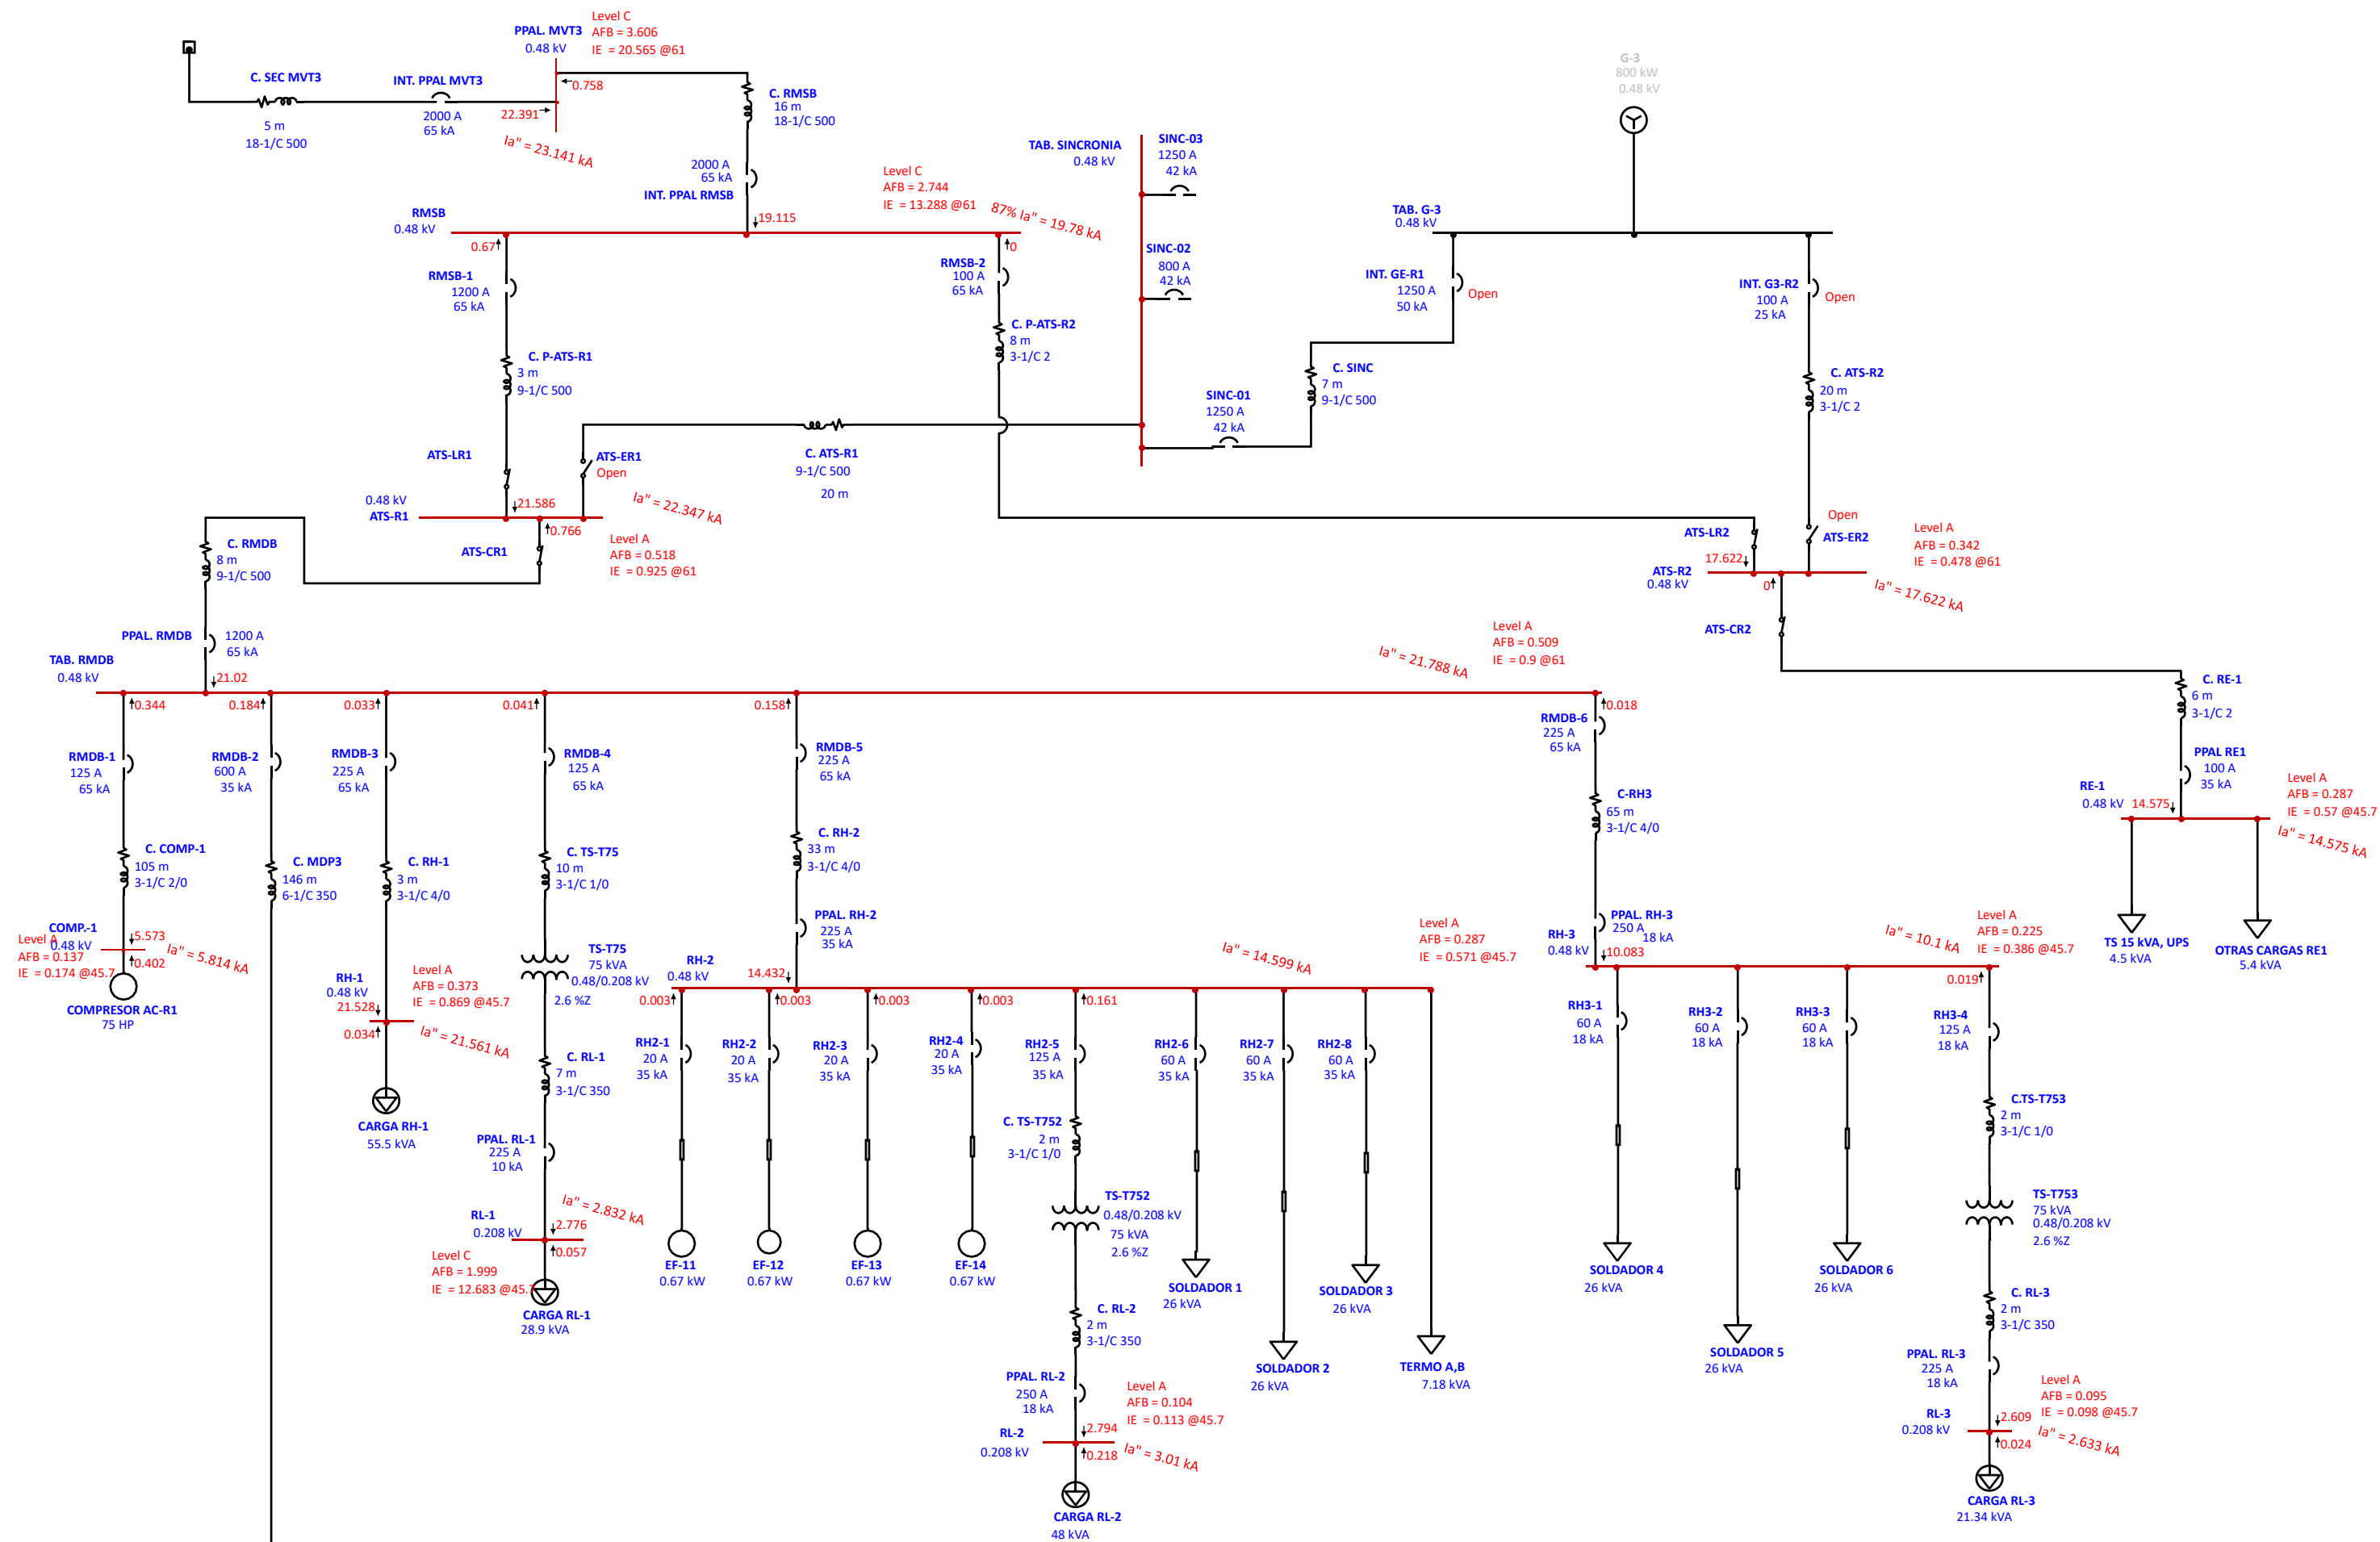 Level C
PPAL. MVT3
AFB = 3.606
0.48 kV
IE = 20.565 @61
C. SEC MVT3
INT. PPAL MVT3
0.758
22.391
2000 A
65 kA
5 m
18-1/C 500
Ia" = 23.141 kA
C. RMSB
16 m
18-1/C 500
2000 A
65 kA
INT. PPAL RMSB
19.115
Level C
AFB = 2.744
IE = 13.288 @61
87% Ia" = 19.78 kA
TAB. SINCRONIA
0.48 kV
SINC-03
1250 A
42 kA
SINC-02
800 A
42 kA
SINC-01
1250 A
42 kA
G-3
800 kW
0.48 kV
TAB. G-3
0.48 kV
INT. GE-R1
1250 A
50 kA
Open
INT. G3-R2
100 A
25 kA
Open
C. SINC
7 m
9-1/C 500
C. ATS-R2
20 m
3-1/C 2
RMSB
0.48 kV
0.67
0
RMSB-1
1200 A
65 kA
RMSB-2
100 A
65 kA
C. P-ATS-R1
3 m
9-1/C 500
C. P-ATS-R2
8 m
3-1/C 2
ATS-LR1
ATS-ER1
Open
C. ATS-R1
9-1/C 500
20 m
0.48 kV
ATS-R1
21.586
0.766
Ia" = 22.347 kA
Level A
AFB = 0.518
IE = 0.925 @61
ATS-CR1
C. RMDB
8 m
9-1/C 500
Open
ATS-LR2
ATS-ER2
17.622
ATS-R2
0.48 kV
0
Level A
AFB = 0.342
IE = 0.478 @61
Ia" = 17.622 kA
ATS-CR2
PPAL. RMDB
1200 A
65 kA
TAB. RMDB
0.48 kV
21.02
Ia" = 21.788 kA
Level A
AFB = 0.509
IE = 0.9 @61
0.344
0.184
0.033
0.041
0.158
0.018
RMDB-1
125 A
65 kA
RMDB-2
600 A
35 kA
RMDB-3
225 A
65 kA
RMDB-4
125 A
65 kA
RMDB-5
225 A
65 kA
RMDB-6
225 A
65 kA
C. RE-1
6 m
3-1/C 2
PPAL RE1
100 A
35 kA
RE-1
0.48 kV
14.575
Level A
AFB = 0.287
IE = 0.57 @45.7
Ia" = 14.575 kA
TS 15 kVA, UPS
4.5 kVA
OTRAS CARGAS RE1
5.4 kVA
C. COMP-1
105 m
3-1/C 2/0
C. MDP3
146 m
6-1/C 350
C. RH-1
3 m
3-1/C 4/0
C. TS-T75
10 m
3-1/C 1/0
C. RH-2
33 m
3-1/C 4/0
C-RH3
65 m
3-1/C 4/0
COMP.-1
0.48 kV
Level A
AFB = 0.137
IE = 0.174 @45.7
5.573
0.402
Ia" = 5.814 kA
COMPRESOR AC-R1
75 HP
RH-1
0.48 kV
21.528
0.034
Level A
AFB = 0.373
IE = 0.869 @45.7
Ia" = 21.561 kA
CARGA RH-1
55.5 kVA
TS-T75
75 kVA
0.48/0.208 kV
2.6 %Z
C. RL-1
7 m
3-1/C 350
PPAL. RL-1
225 A
10 kA
RL-1
0.208 kV
2.776
0.057
Ia" = 2.832 kA
Level C
AFB = 1.999
IE = 12.683 @45.7
CARGA RL-1
28.9 kVA
PPAL. RH-2
225 A
35 kA
RH-2
0.48 kV
14.432
Ia" = 14.599 kA
Level A
AFB = 0.287
IE = 0.571 @45.7
0.003
0.003
0.003
0.003
0.161
RH2-1
20 A
35 kA
RH2-2
20 A
35 kA
RH2-3
20 A
35 kA
RH2-4
20 A
35 kA
RH2-5
125 A
35 kA
RH2-6
60 A
35 kA
RH2-7
60 A
35 kA
RH2-8
60 A
35 kA
C. TS-T752
2 m
3-1/C 1/0
TS-T752
0.48/0.208 kV
75 kVA
2.6 %Z
EF-11
0.67 kW
EF-12
0.67 kW
EF-13
0.67 kW
EF-14
0.67 kW
SOLDADOR 1
26 kVA
SOLDADOR 2
26 kVA
SOLDADOR 3
26 kVA
TERMO A,B
7.18 kVA
C. RL-2
2 m
3-1/C 350
PPAL. RL-2
250 A
18 kA
RL-2
0.208 kV
2.794
0.218
Level A
AFB = 0.104
IE = 0.113 @45.7
Ia" = 3.01 kA
CARGA RL-2
48 kVA
PPAL. RH-3
250 A
18 kA
RH-3
0.48 kV
10.083
Ia" = 10.1 kA
Level A
AFB = 0.225
IE = 0.386 @45.7
0.019
RH3-1
60 A
18 kA
RH3-2
60 A
18 kA
RH3-3
60 A
18 kA
RH3-4
125 A
18 kA
C.TS-T753
2 m
3-1/C 1/0
TS-T753
75 kVA
0.48/0.208 kV
2.6 %Z
SOLDADOR 4
26 kVA
SOLDADOR 5
26 kVA
SOLDADOR 6
26 kVA
C. RL-3
2 m
3-1/C 350
PPAL. RL-3
225 A
18 kA
RL-3
0.208 kV
2.609
0.024
Level A
AFB = 0.095
IE = 0.098 @45.7
Ia" = 2.633 kA
CARGA RL-3
21.34 kVA